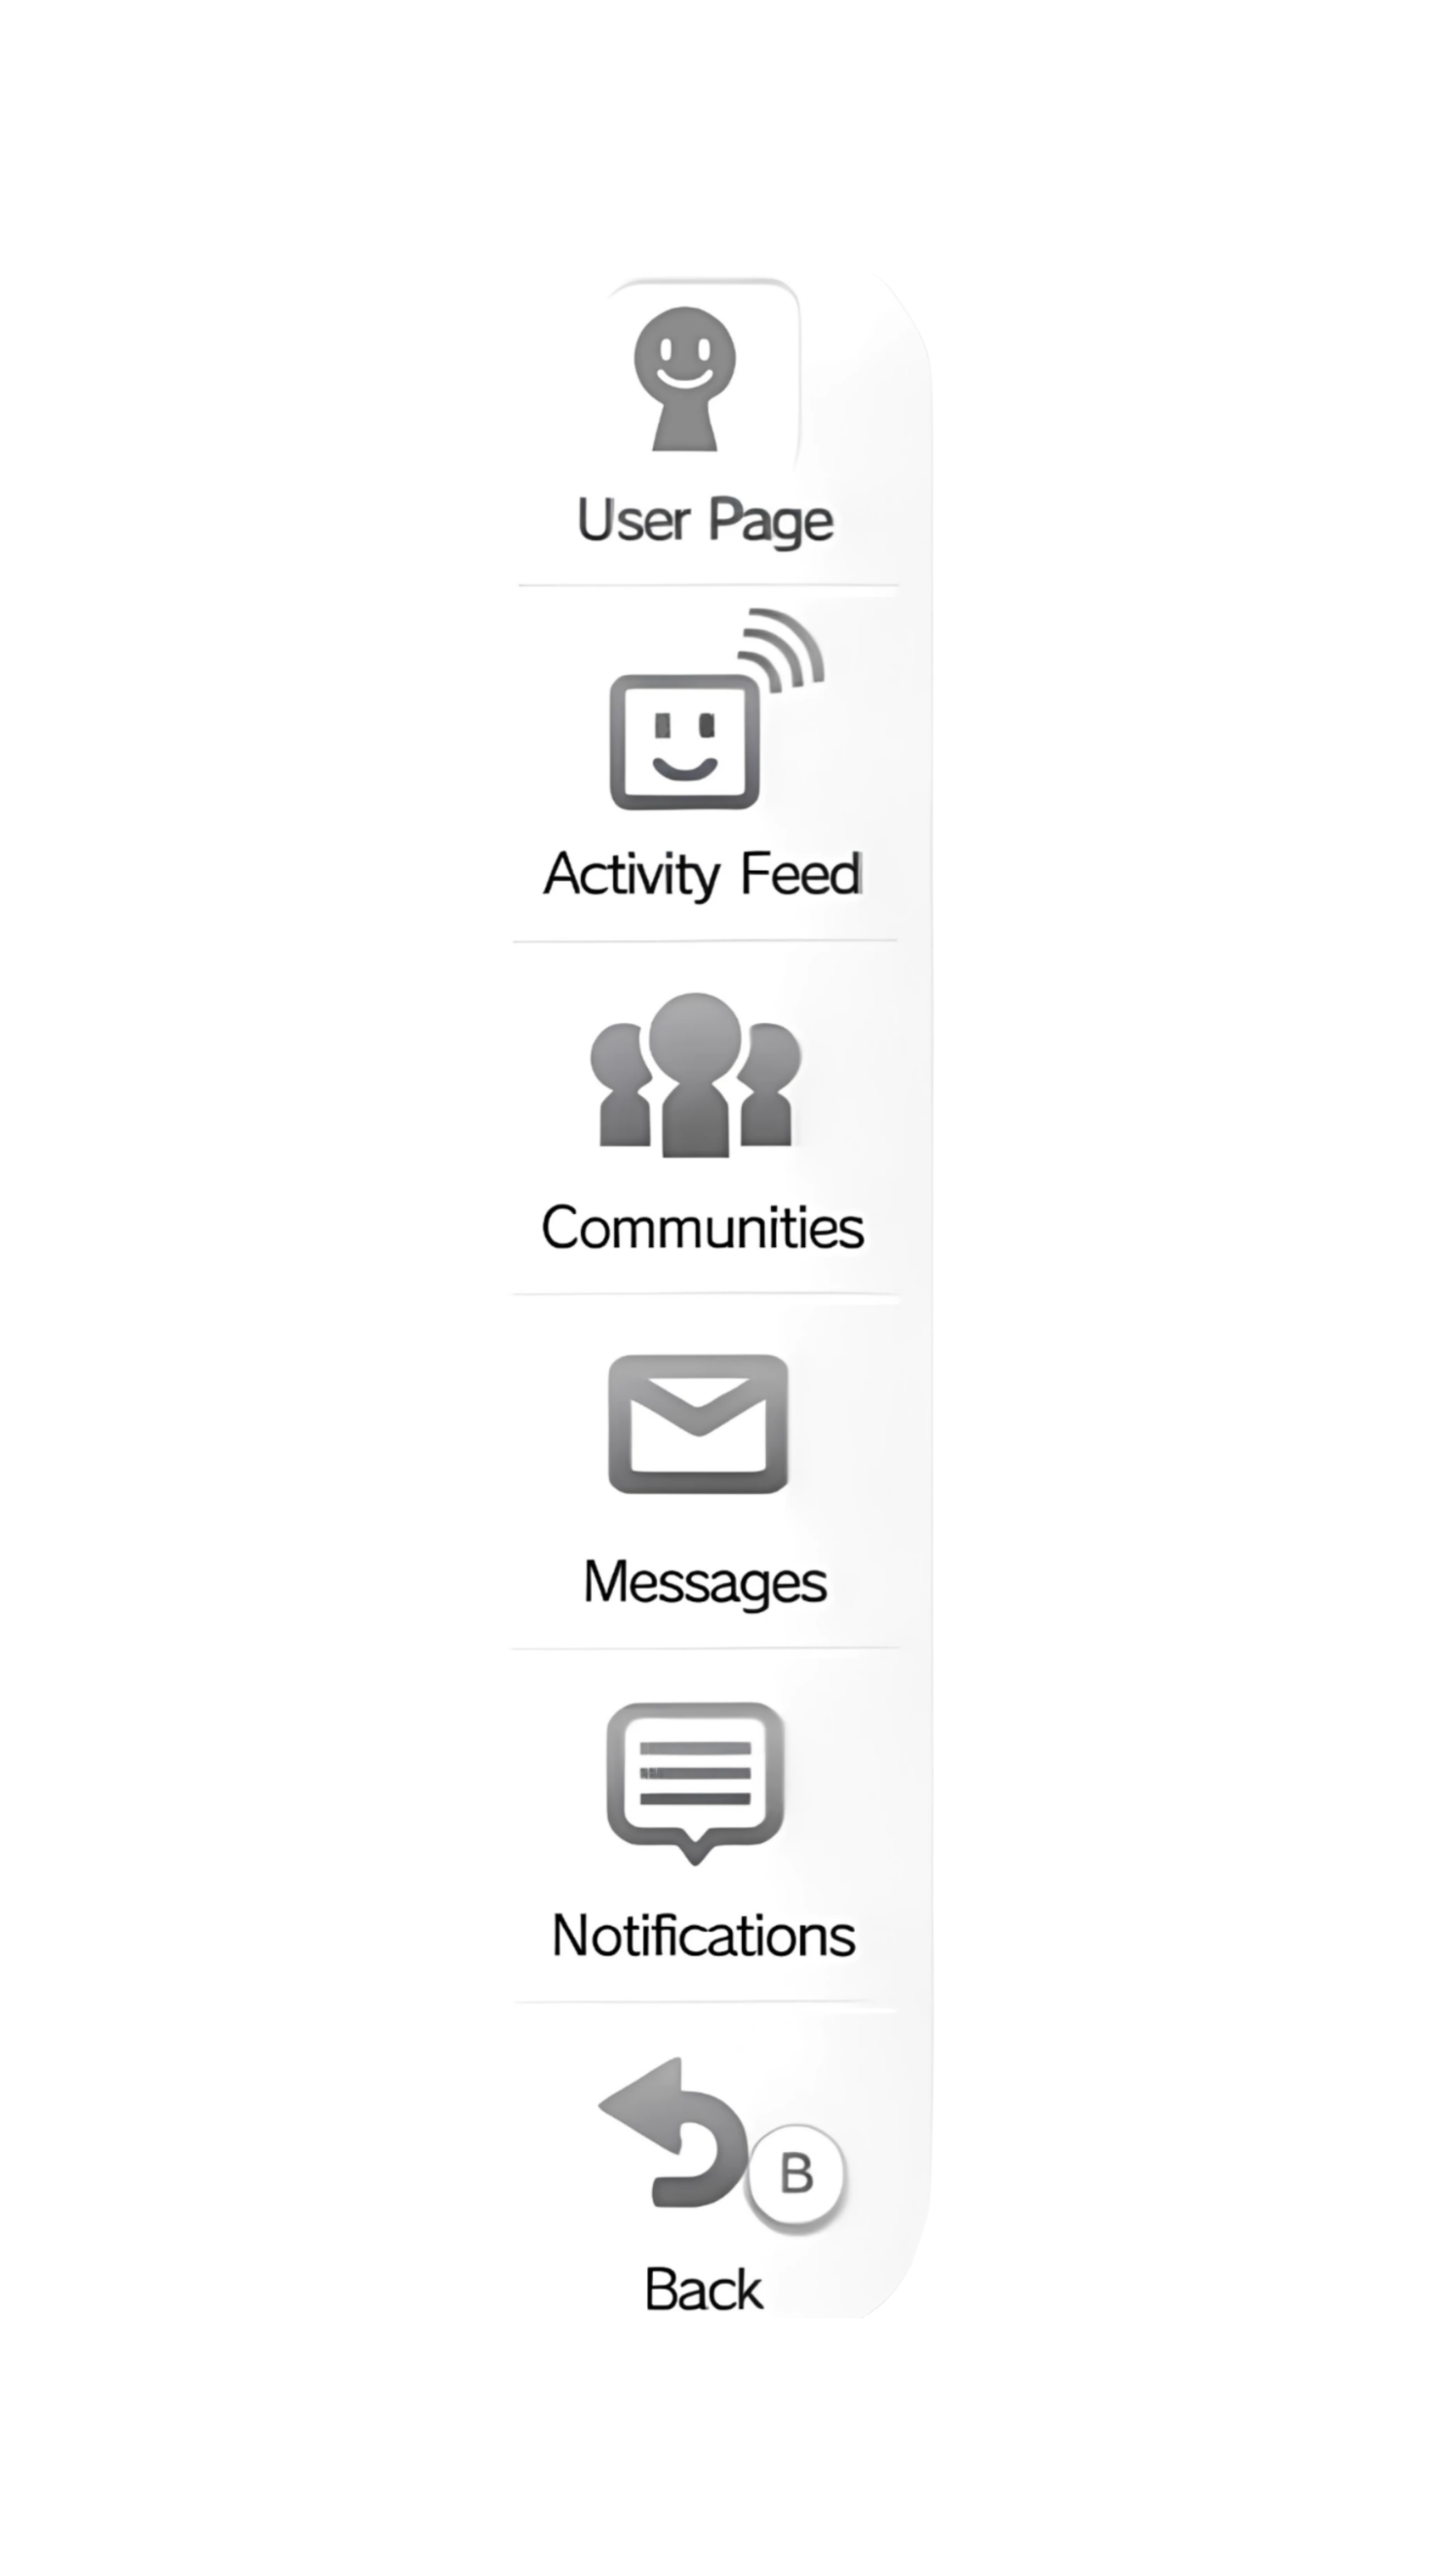 User Page
Activity Feed
Communities
Messages
Notifications
B
Back